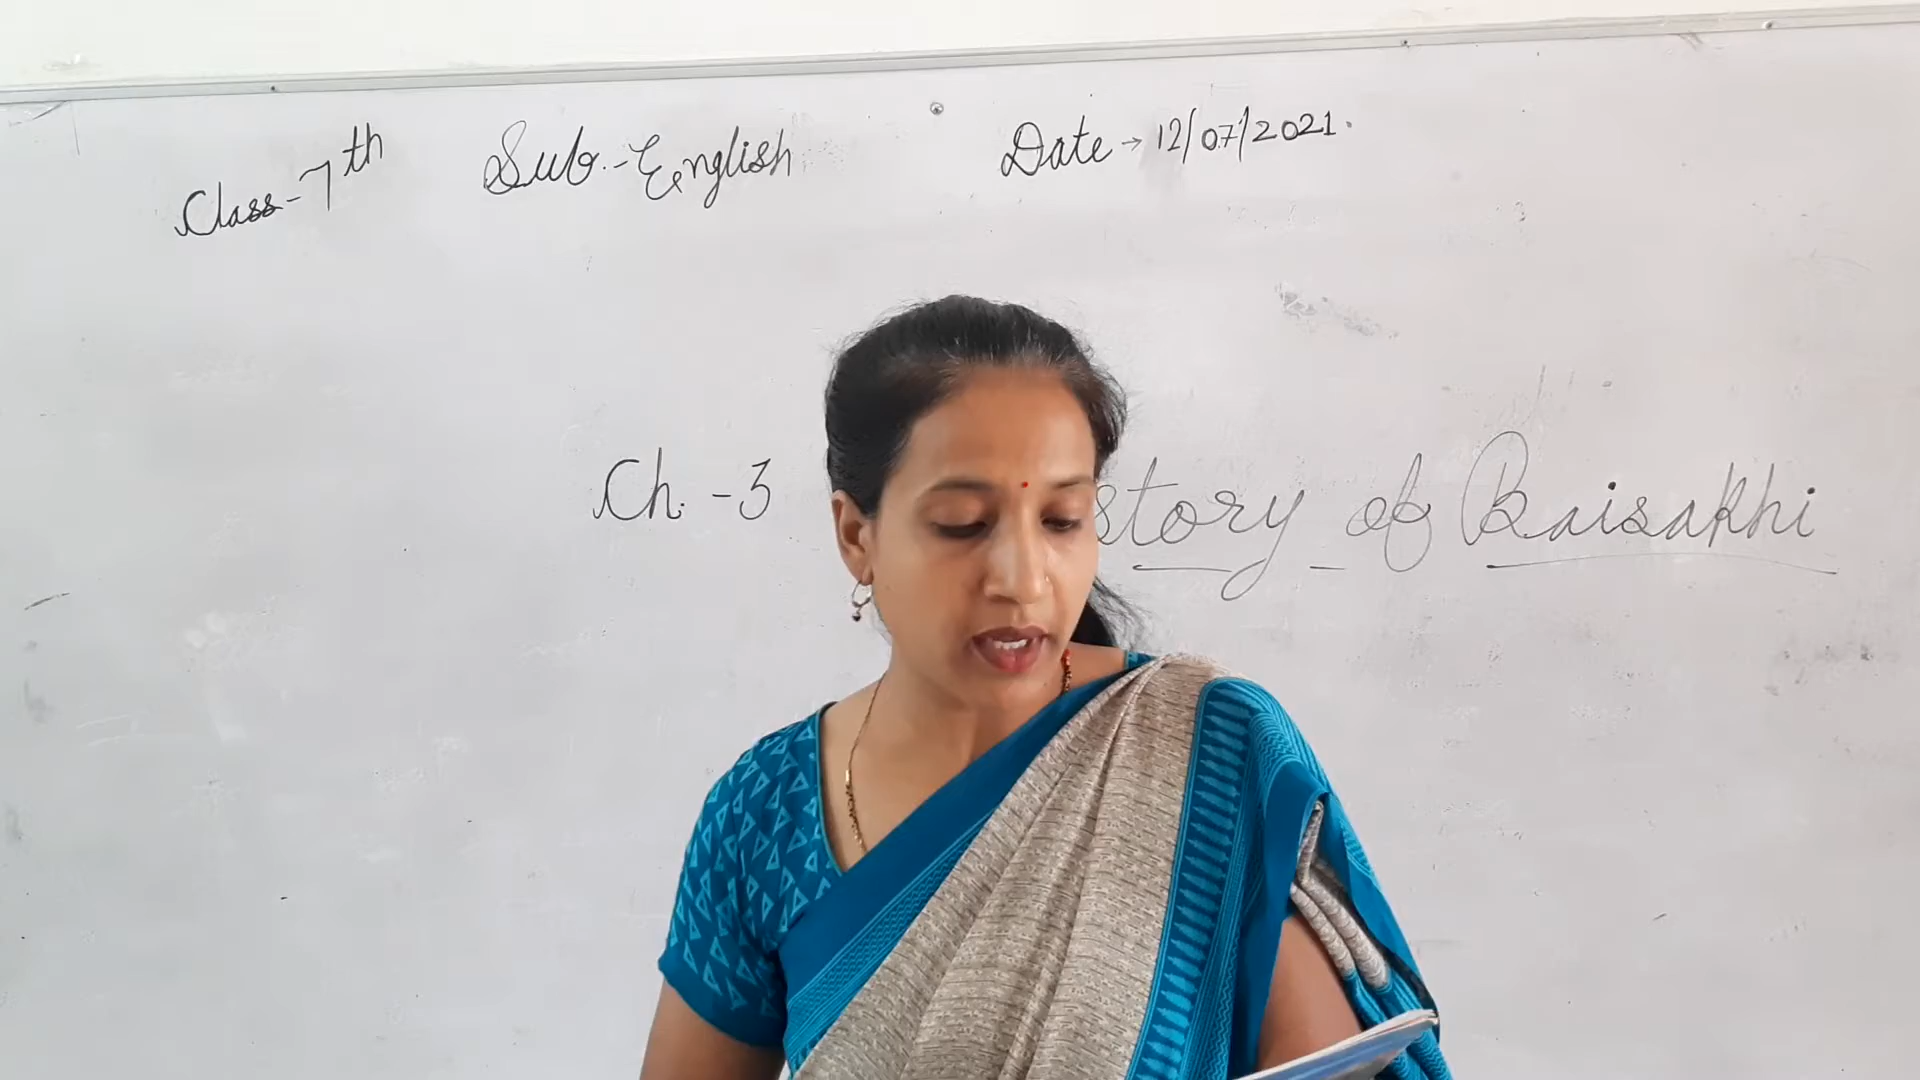 Class-7th Sub.-English Date → 12/07/2021.
Ch. -3 story of Baisakhi